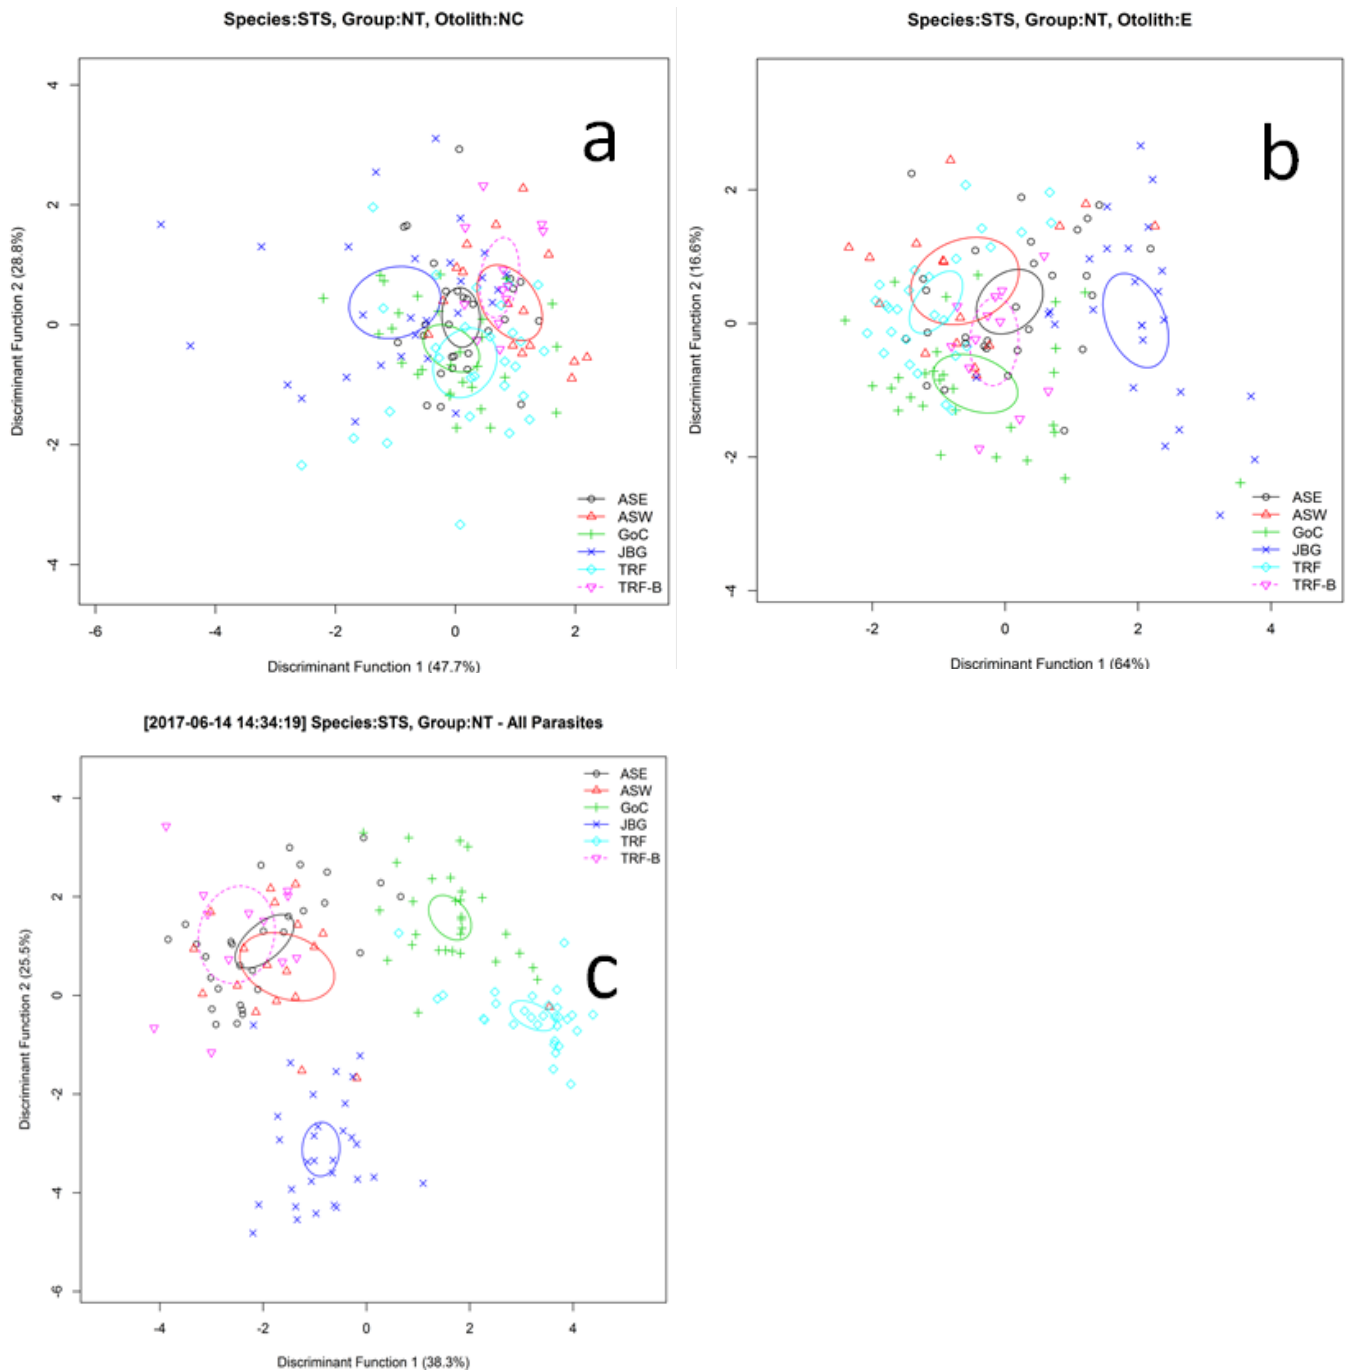 Species:STS, Group:NT, Otolith:NC
a
Discriminant Function 2 (28.8%)
4
2
0
-2
-4
ASE
ASW
GoC
JBG
TRF
TRF-B
-6 -4 -2 0 2
Discriminant Function 1 (47.7%)
Species:STS, Group:NT, Otolith:E
b
Discriminant Function 2 (16.6%)
2
0
-2
-4
ASE
ASW
GoC
JBG
TRF
TRF-B
-2 0 2 4
Discriminant Function 1 (64%)
[2017-06-14 14:34:19] Species:STS, Group:NT - All Parasites
ASE
ASW
GoC
JBG
TRF
TRF-B
c
Discriminant Function 2 (25.5%)
4
2
0
-2
-4
-6
-4 -2 0 2 4
Discriminant Function 1 (38.3%)